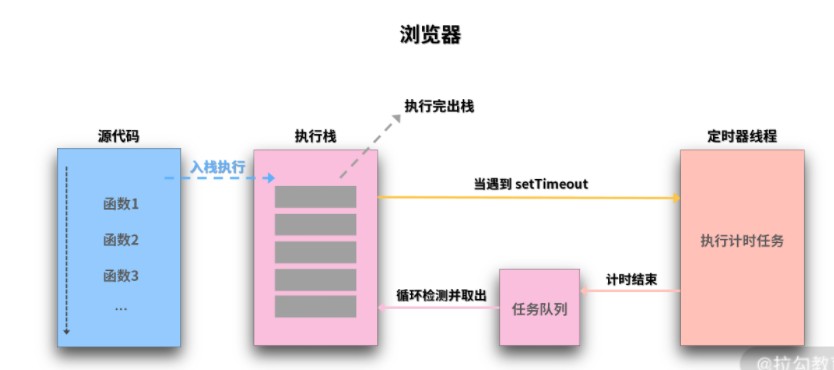 浏览器
执行完出栈
源代码
执行栈
定时器线程
入栈执行
当遇到 setTimeout
函数1
函数2
函数3
...
执行计时任务
循环检测并取出
任务队列
计时结束
@拉勾教